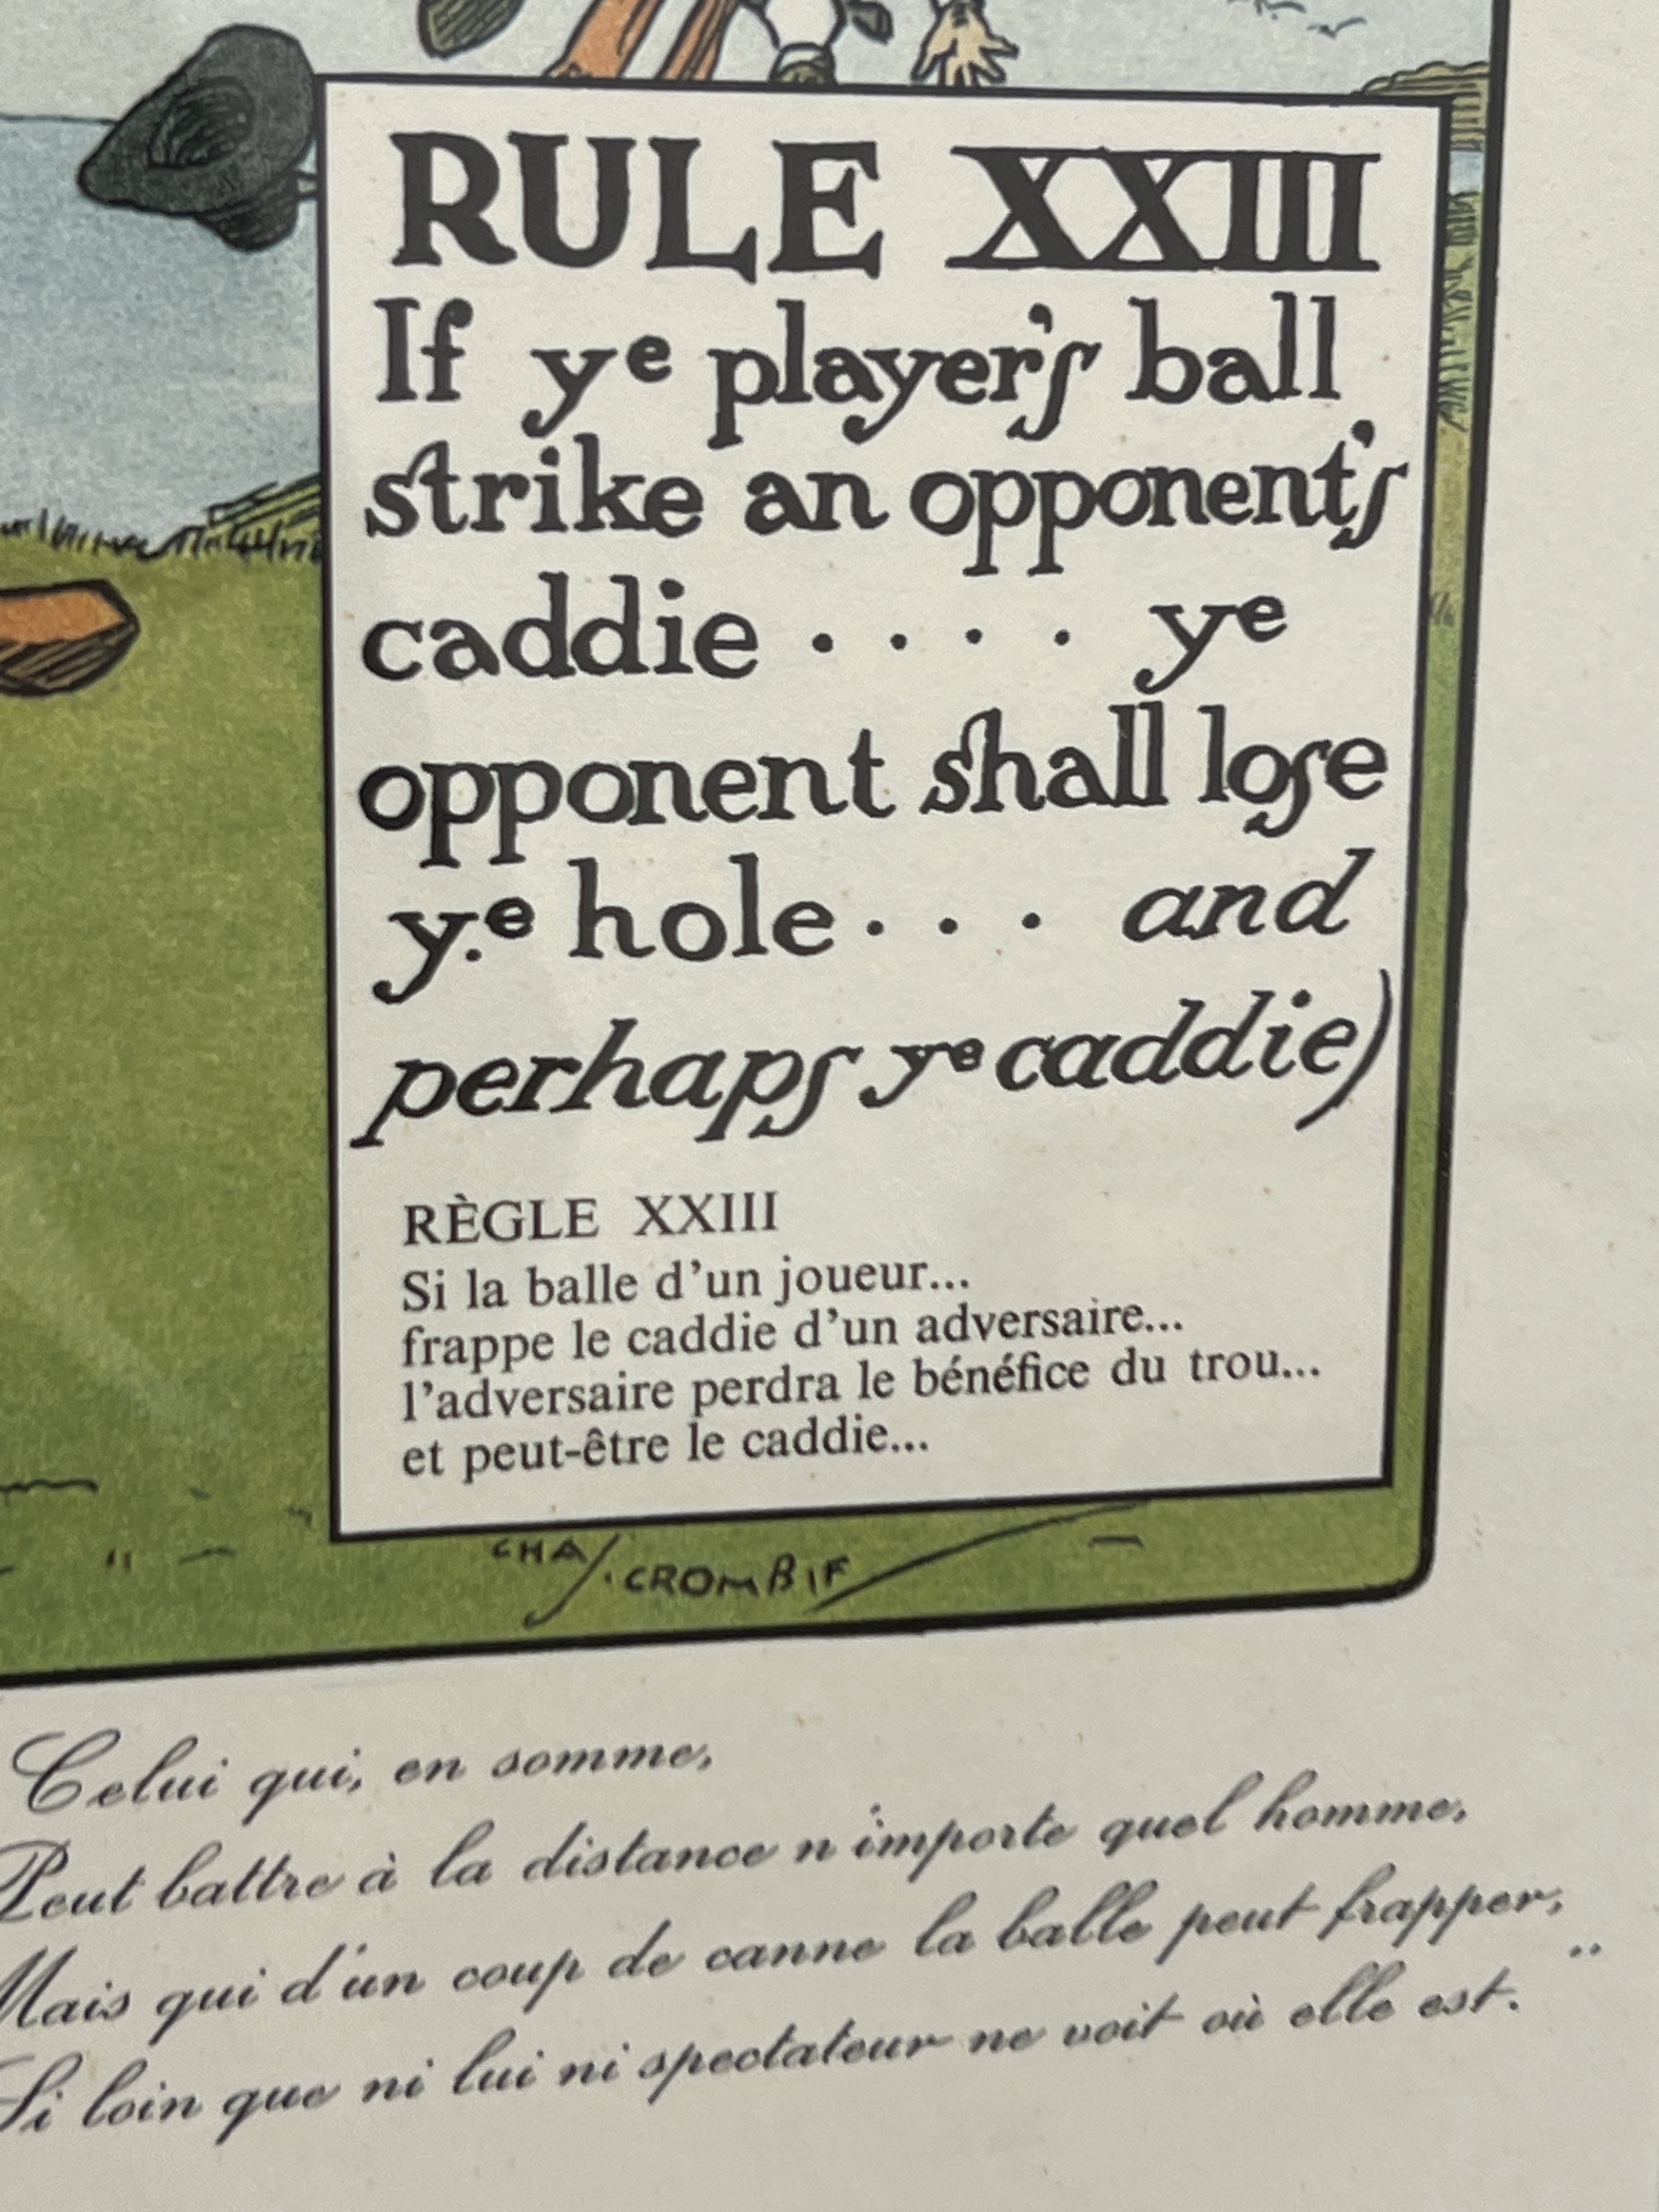 RULE XXIII
If ye player's ball
strike an opponent's
caddie . . . . ye
opponent shall lose
y.e hole . . . and
perhaps ye caddie)
RÈGLE XXIII
Si la balle d'un joueur...
frappe le caddie d'un adversaire...
l'adversaire perdra le bénéfice du trou...
et peut-être le caddie...
CHAS. CROMBIE
Celui qui, en somme,
Peut battre à la distance n'importe quel homme,
Mais qui d'un coup de canne la balle peut frapper,
Si loin que ni lui ni spectateur ne voit où elle est. "